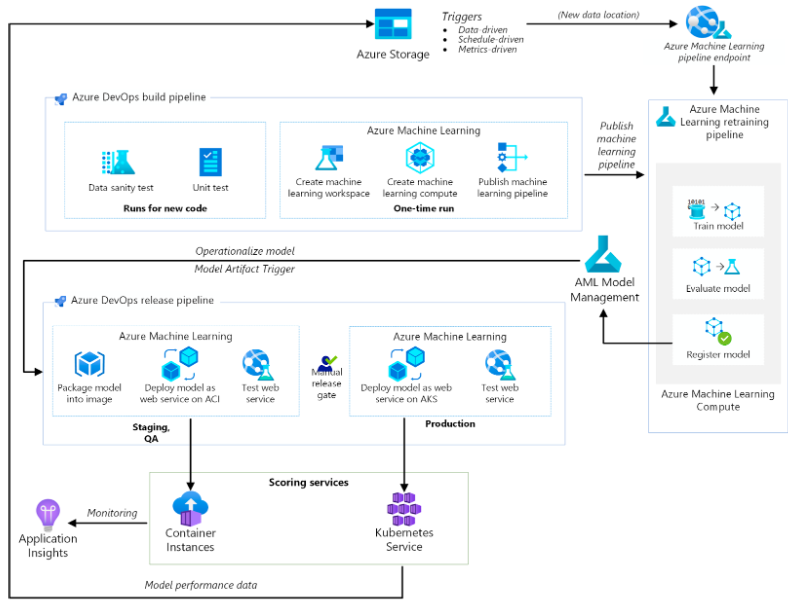 Triggers
• Data-driven
• Schedule-driven
• Metrics-driven
(New data location)
Azure Storage
Azure Machine Learning
pipeline endpoint
Azure DevOps build pipeline
Data sanity test
Unit test
Runs for new code
Azure Machine Learning
Create machine
learning workspace
Create machine
learning compute
Publish machine
learning pipeline
One-time run
Publish
machine
learning
pipeline
Azure Machine
Learning retraining
pipeline
10101
Train model
Evaluate model
Register model
Azure Machine Learning
Compute
Operationalize model
Model Artifact Trigger
AML Model
Management
Azure DevOps release pipeline
Azure Machine Learning
Package model
into image
Deploy model as
web service on ACI
Test web
service
Staging,
QA
Manual
release
gate
Azure Machine Learning
Deploy model as web
service on AKS
Test web
service
Production
Scoring services
Container
Instances
Kubernetes
Service
Monitoring
Application
Insights
Model performance data